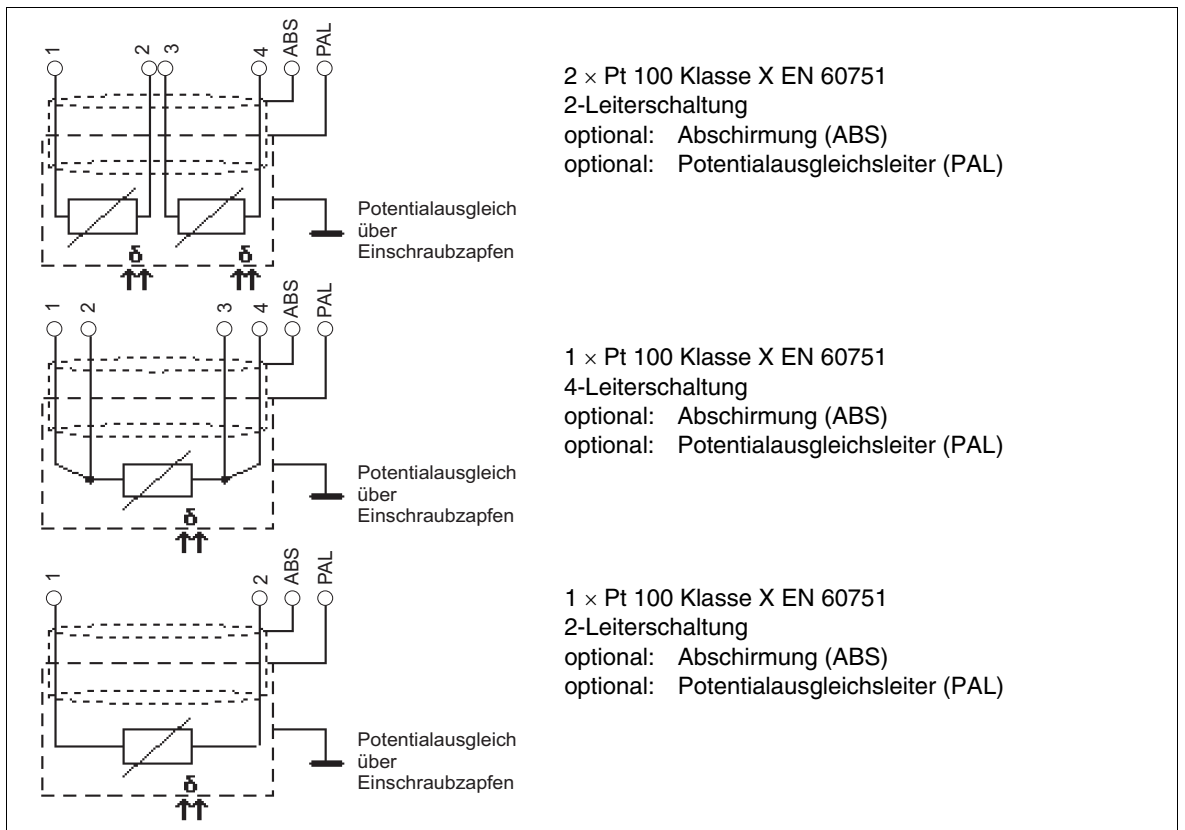 1
2
3
4
ABS
PAL
2 × Pt 100 Klasse X EN 60751
2-Leiterschaltung
optional: Abschirmung (ABS)
optional: Potentialausgleichsleiter (PAL)
Potentialausgleich
über
Einschraubzapfen
δ
δ
1
2
3
4
ABS
PAL
1 × Pt 100 Klasse X EN 60751
4-Leiterschaltung
optional: Abschirmung (ABS)
optional: Potentialausgleichsleiter (PAL)
Potentialausgleich
über
Einschraubzapfen
δ
1
2
ABS
PAL
1 × Pt 100 Klasse X EN 60751
2-Leiterschaltung
optional: Abschirmung (ABS)
optional: Potentialausgleichsleiter (PAL)
Potentialausgleich
über
Einschraubzapfen
δ